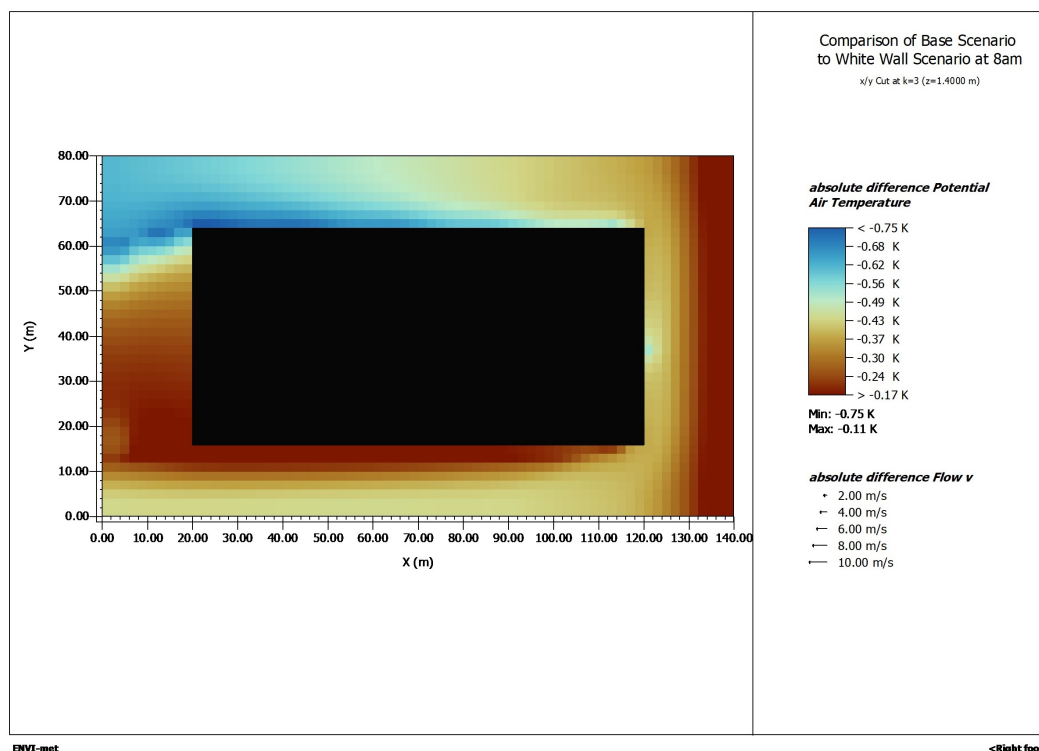 Comparison of Base Scenario
to White Wall Scenario at 8am
x/y Cut at k=3 (z=1.4000 m)
absolute difference Potential
Air Temperature
< -0.75 K
-0.68 K
-0.62 K
-0.56 K
-0.49 K
-0.43 K
-0.37 K
-0.30 K
-0.24 K
> -0.17 K
Min: -0.75 K
Max: -0.11 K
absolute difference Flow v
2.00 m/s
4.00 m/s
6.00 m/s
8.00 m/s
10.00 m/s
80.00
70.00
60.00
50.00
40.00
30.00
20.00
10.00
0.00
Y (m)
0.00 10.00 20.00 30.00 40.00 50.00 60.00 70.00 80.00 90.00 100.00 110.00 120.00 130.00 140.00
X (m)
ENVI-met
<Right foo